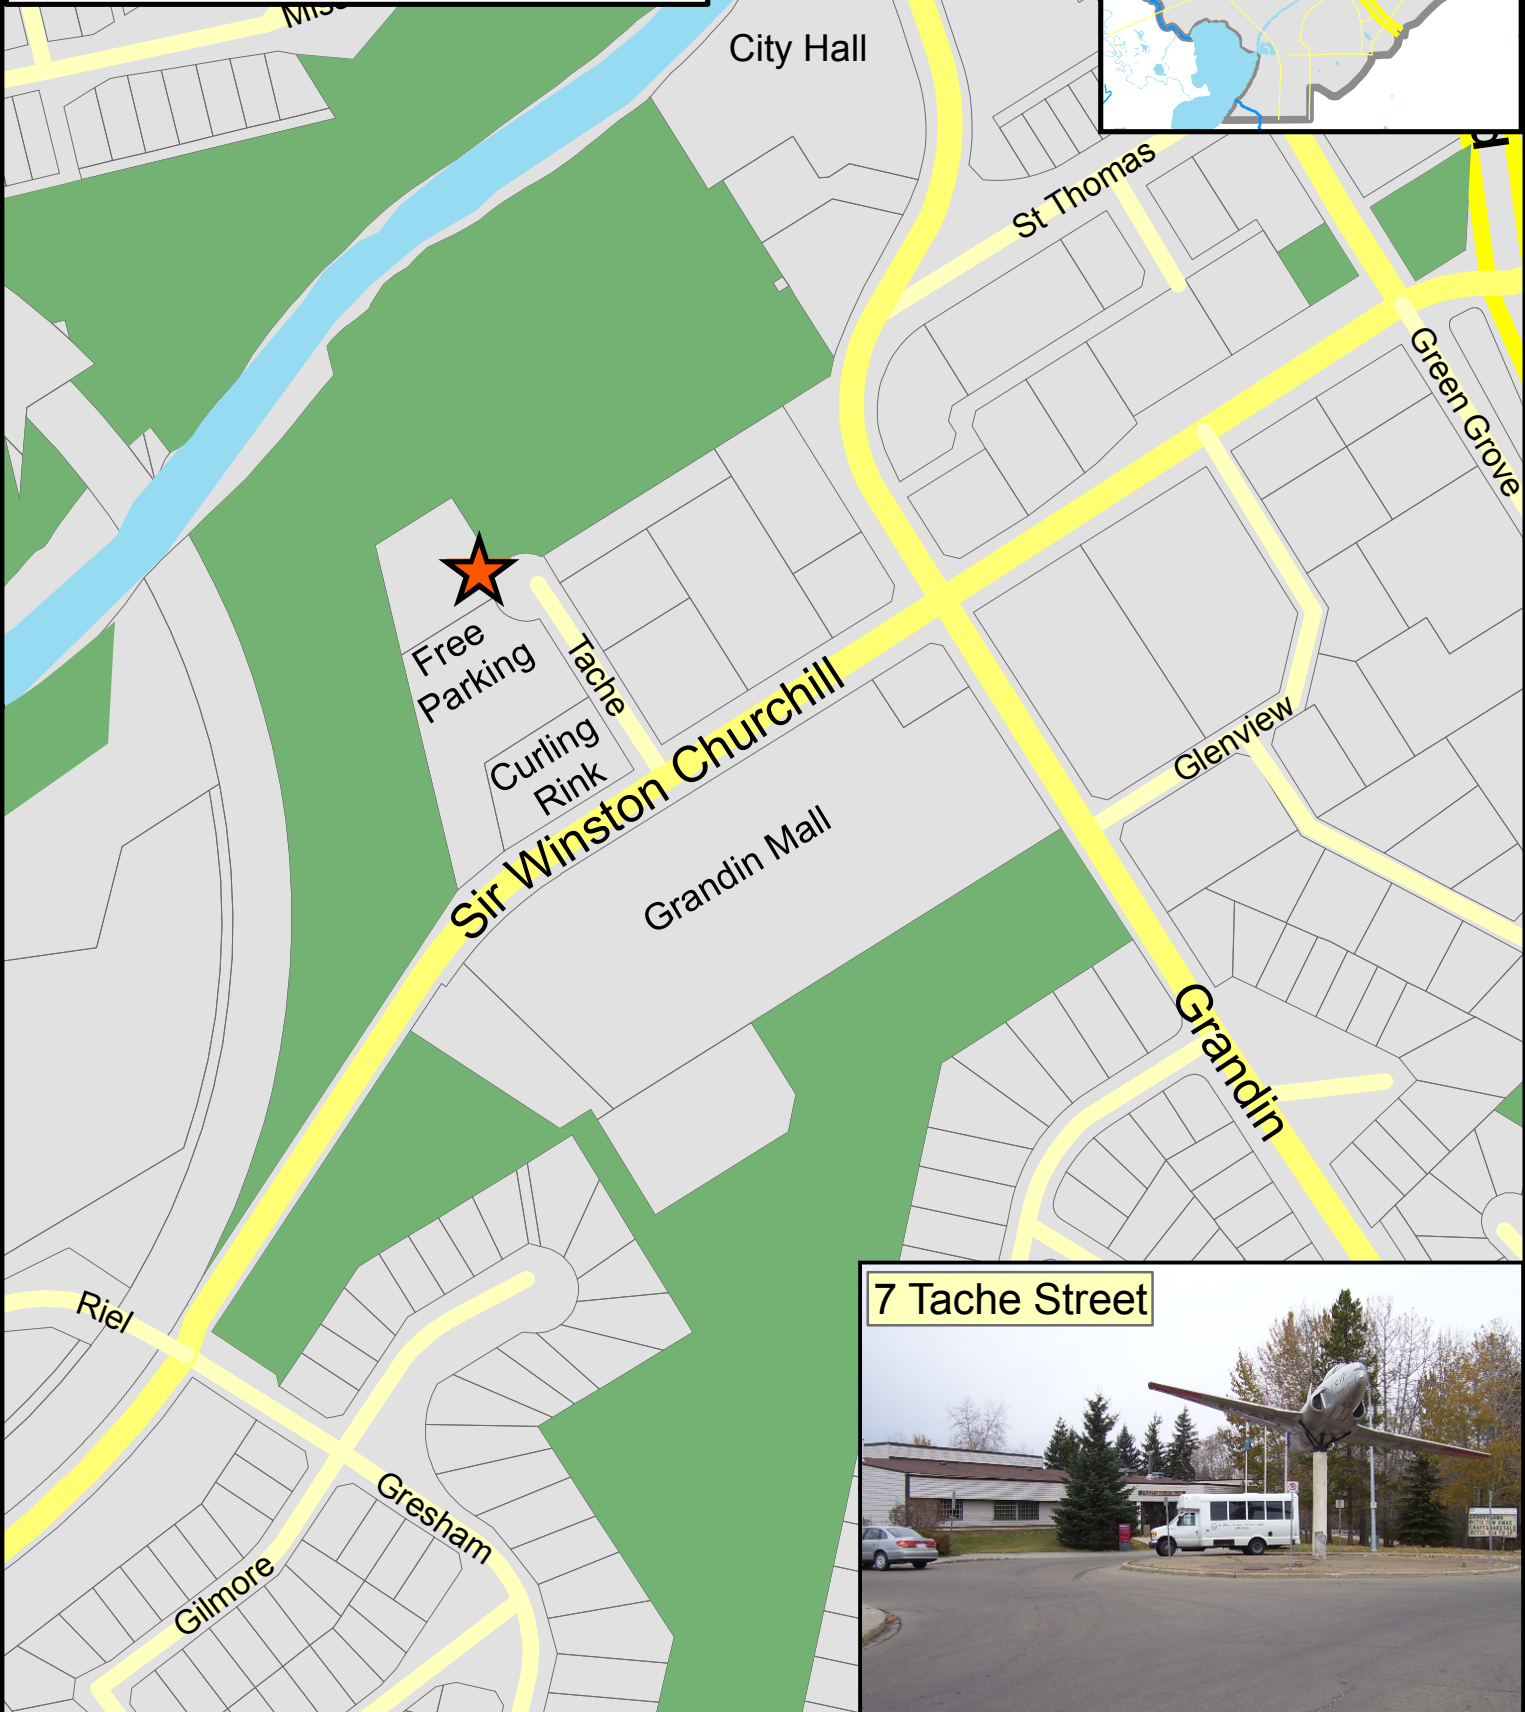 City Hall
St Thomas
Green Grove
Free
Parking
Tache
Curling
Rink
Sir Winston Churchill
Grandin Mall
Glenview
Grandin
Riel
Gresham
Gilmore
7 Tache Street